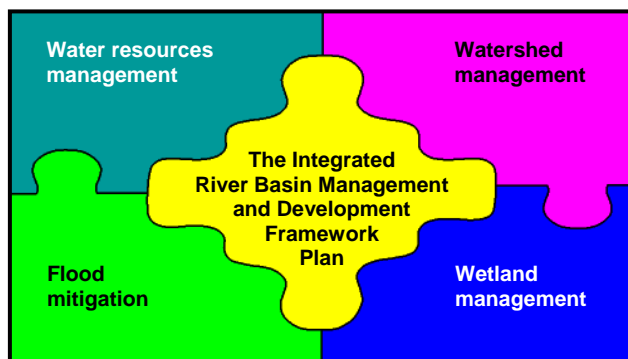 Water resources
management
Watershed
management
The Integrated
River Basin Management
and Development
Framework
Plan
Flood
mitigation
Wetland
management